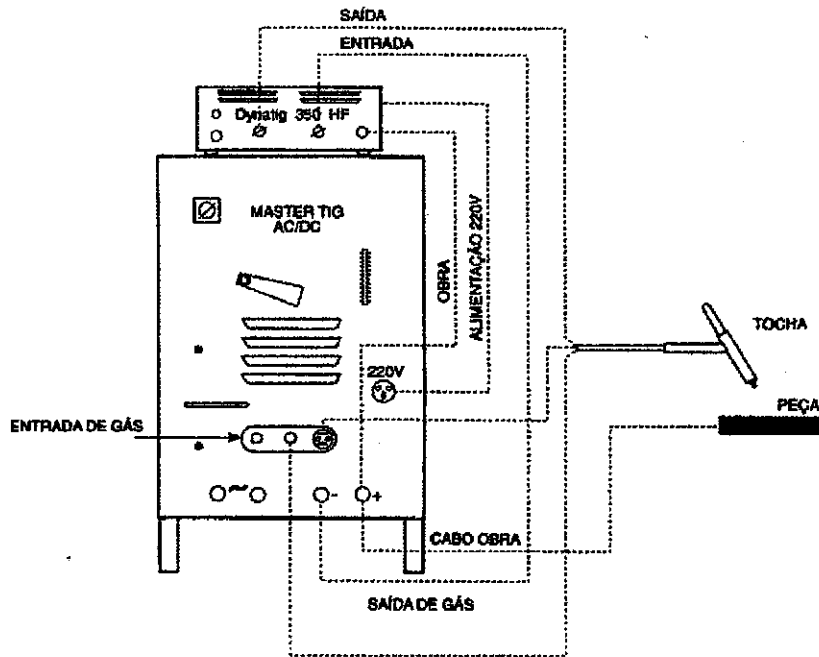 SAÍDA
ENTRADA
Dynatig 350 HF
MASTER TIG
AC/DC
OBRA
ALIMENTAÇÃO 220V
TOCHA
220V
PEÇA
ENTRADA DE GÁS
~
- +
CABO OBRA
SAÍDA DE GÁS